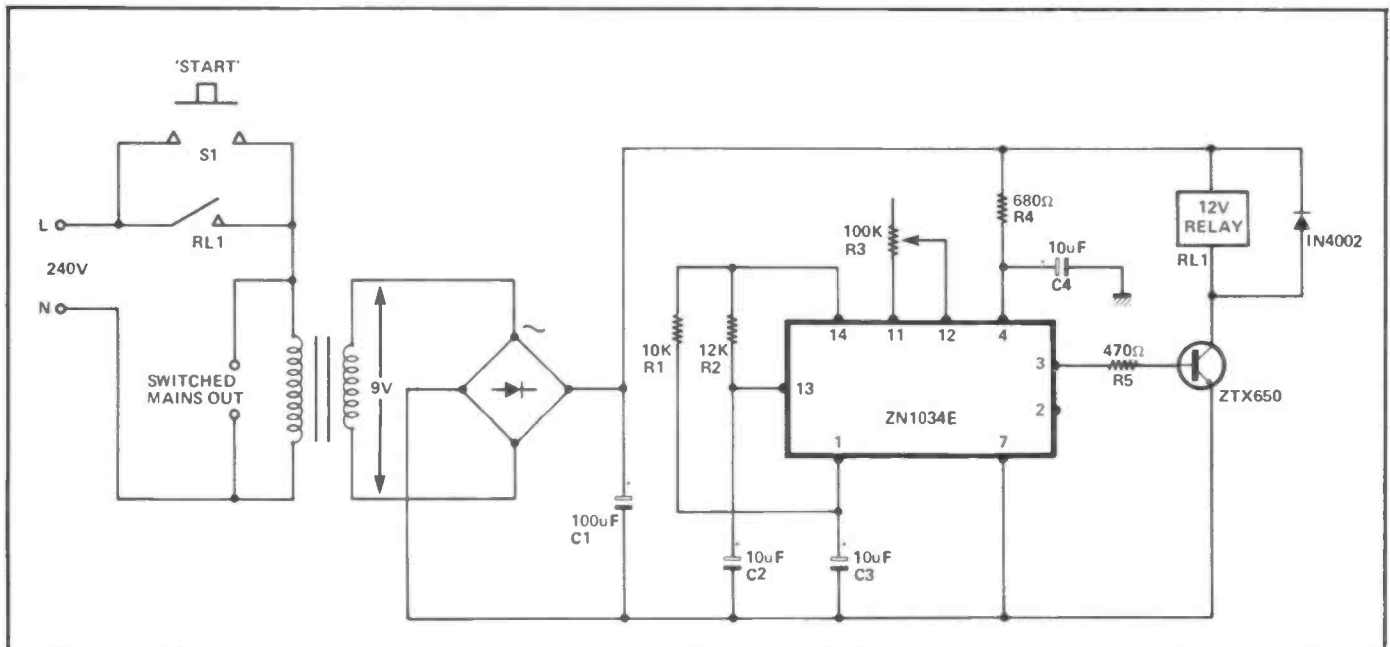 'START'
S1
L
RL1
240V
N
SWITCHED
MAINS OUT
9V
~
100uF
C1
10K
R1
12K
R2
100K
R3
680Ω
R4
10uF
C4
14
11
12
4
13
ZN1034E
3
2
1
7
10uF
C2
10uF
C3
470Ω
R5
12V
RELAY
RL1
IN4002
ZTX650